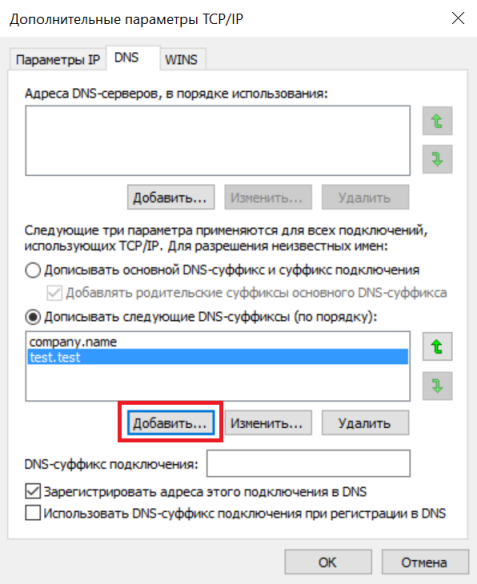 Дополнительные параметры TCP/IP
Параметры IP
DNS
WINS
Адреса DNS-серверов, в порядке использования:
Добавить...
Изменить...
Удалить
Следующие три параметра применяются для всех подключений,
использующих TCP/IP. Для разрешения неизвестных имен:
Дописывать основной DNS-суффикс и суффикс подключения
Добавлять родительские суффиксы основного DNS-суффикса
Дописывать следующие DNS-суффиксы (по порядку):
company.name
test.test
Добавить...
Изменить...
Удалить
DNS-суффикс подключения:
Зарегистрировать адреса этого подключения в DNS
Использовать DNS-суффикс подключения при регистрации в DNS
OK
Отмена